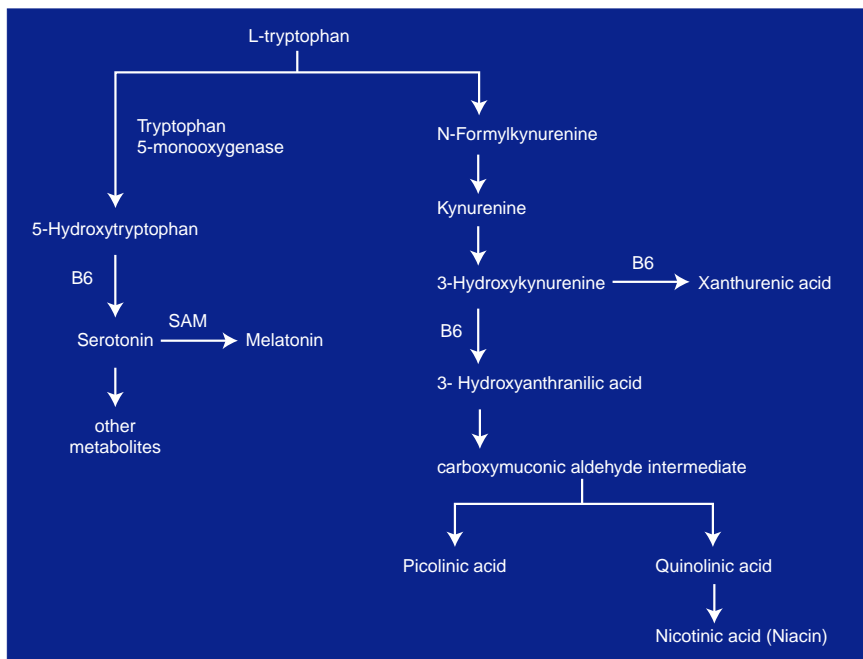 L-tryptophan
Tryptophan
5-monooxygenase
N-Formylkynurenine
Kynurenine
5-Hydroxytryptophan
B6
3-Hydroxykynurenine
B6
Xanthurenic acid
SAM
Serotonin
Melatonin
B6
3- Hydroxyanthranilic acid
other
metabolites
carboxymuconic aldehyde intermediate
Picolinic acid
Quinolinic acid
Nicotinic acid (Niacin)